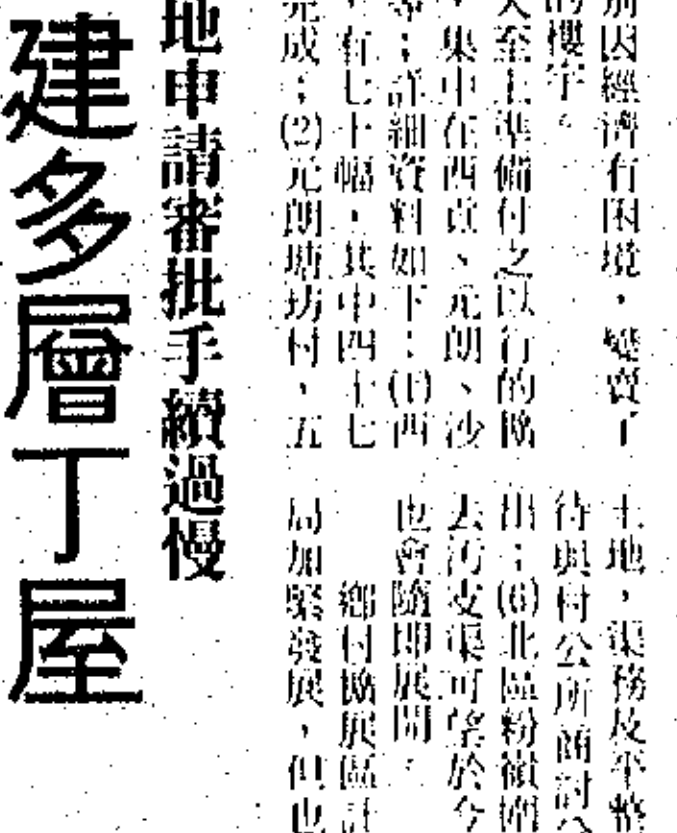 別因經濟有困境，變賣了
的樓宇。
大至上準備付之以行的擴
，集中在西貢、元朗、沙
等；詳細資料如下：(1)西
，有七十幅，其中四十七
完成；(2)元朗塘坊村，五
土地，渠務及平整
待與村公所商討公
出；(6)北區粉嶺
去污支渠可望於今
也會隨即展開。
鄉村擴展區計
局加緊發展，但也
地申請審批手續過慢
建多層丁屋